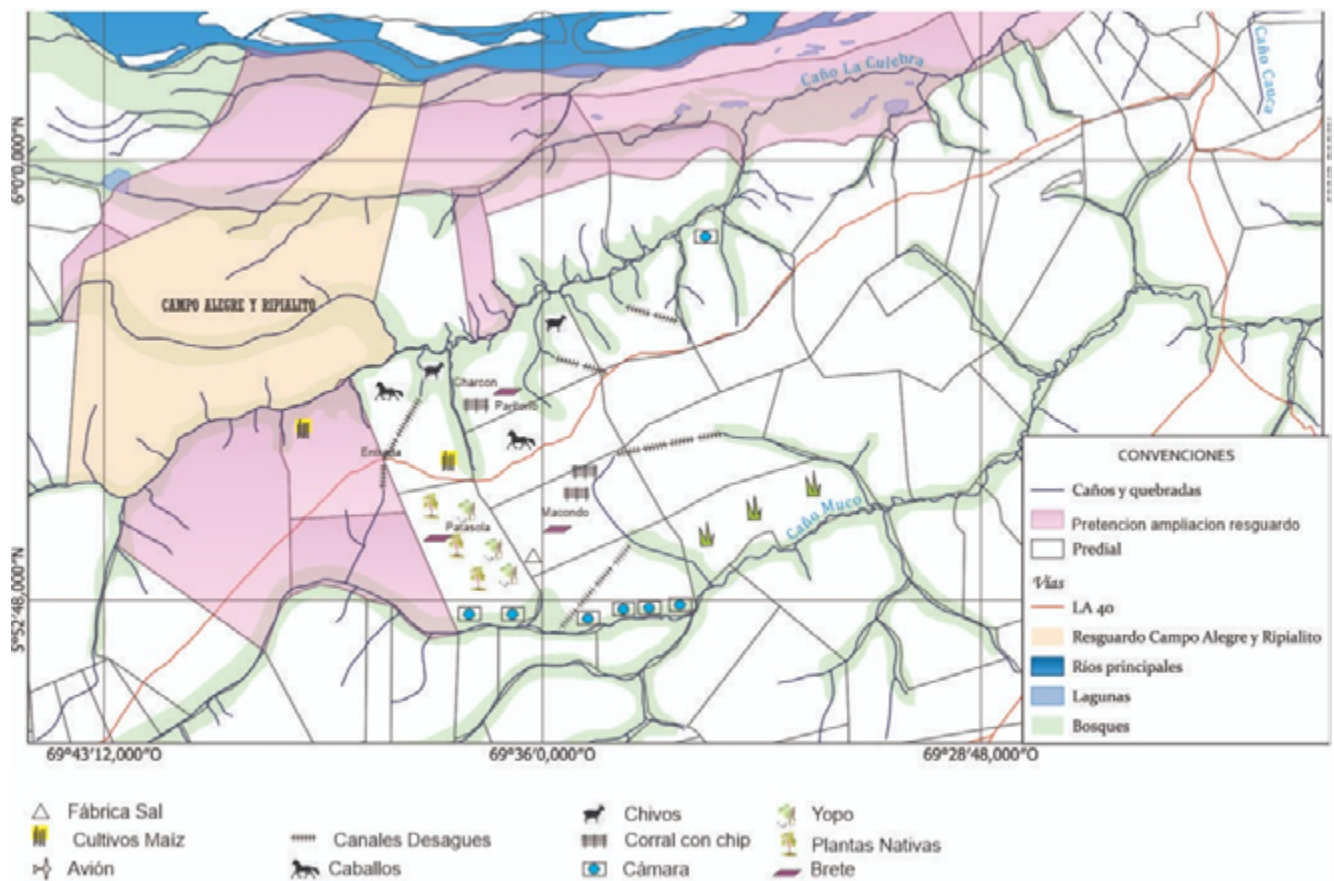 Caño La Culebra
Caño Cauca
6°0'0,000"N
CAMPO ALEGRE Y RIPIALITO
Charcon
Paritorio
Entrada
Macondo
Parasola
Caño Muco
5°52'48,000"N
CONVENCIONES
Caños y quebradas
Pretencion ampliacion resguardo
Predial
Vías
LA 40
Resguardo Campo Alegre y Ripialito
Ríos principales
Lagunas
Bosques
69°43'12,000"O
69°36'0,000"O
69°28'48,000"O
Fábrica Sal
Cultivos Maíz
Avión
Canales Desagues
Caballos
Chivos
Corral con chip
Cámara
Yopo
Plantas Nativas
Brete